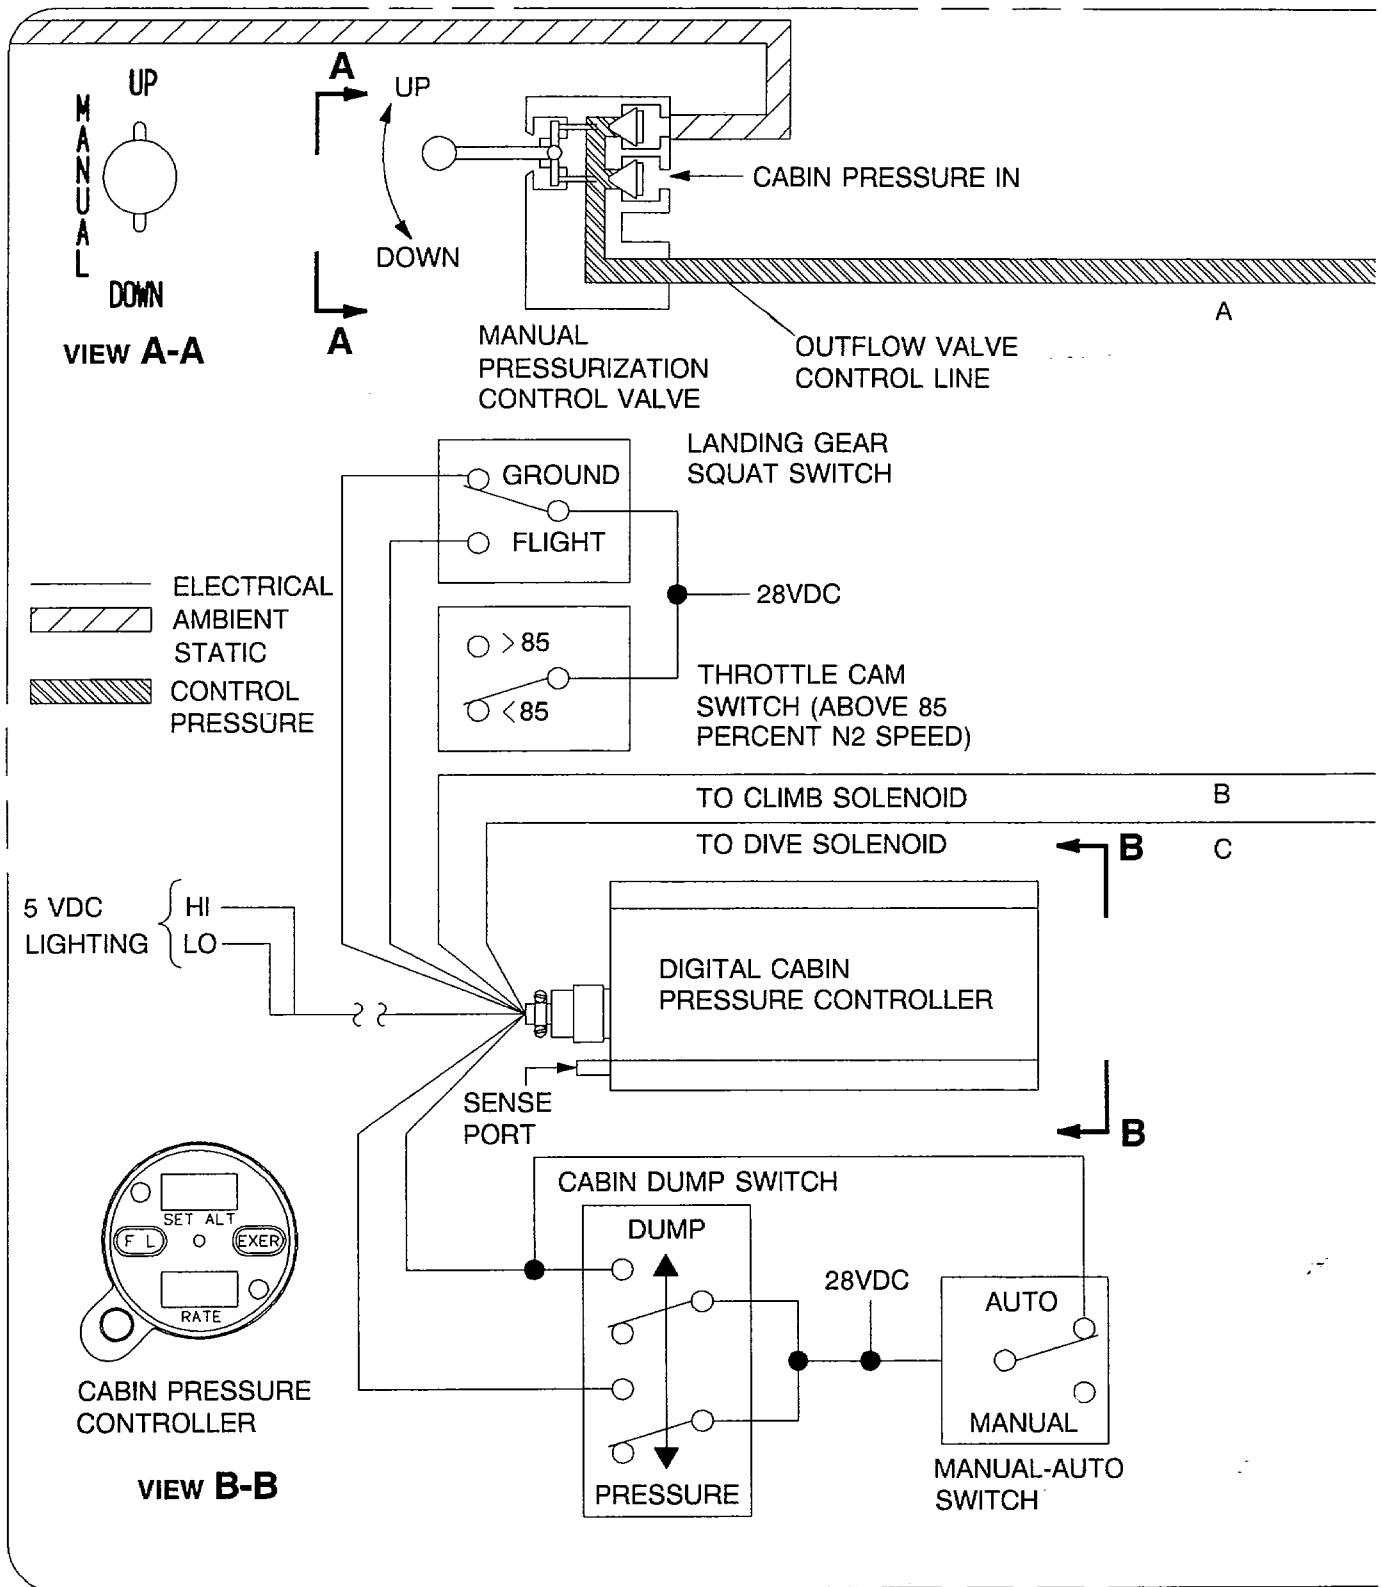 MANUAL
UP
DOWN
VIEW A-A
A
A
UP
DOWN
CABIN PRESSURE IN
A
MANUAL
PRESSURIZATION
CONTROL VALVE
OUTFLOW VALVE
CONTROL LINE
LANDING GEAR
SQUAT SWITCH
GROUND
FLIGHT
28VDC
ELECTRICAL
AMBIENT
STATIC
CONTROL
PRESSURE
>85
<85
THROTTLE CAM
SWITCH (ABOVE 85
PERCENT N2 SPEED)
TO CLIMB SOLENOID
B
TO DIVE SOLENOID
C
B
B
5 VDC
LIGHTING
HI
LO
DIGITAL CABIN
PRESSURE CONTROLLER
SENSE
PORT
SET ALT
F L
EXER
RATE
CABIN PRESSURE
CONTROLLER
VIEW B-B
CABIN DUMP SWITCH
DUMP
PRESSURE
28VDC
AUTO
MANUAL
MANUAL-AUTO
SWITCH